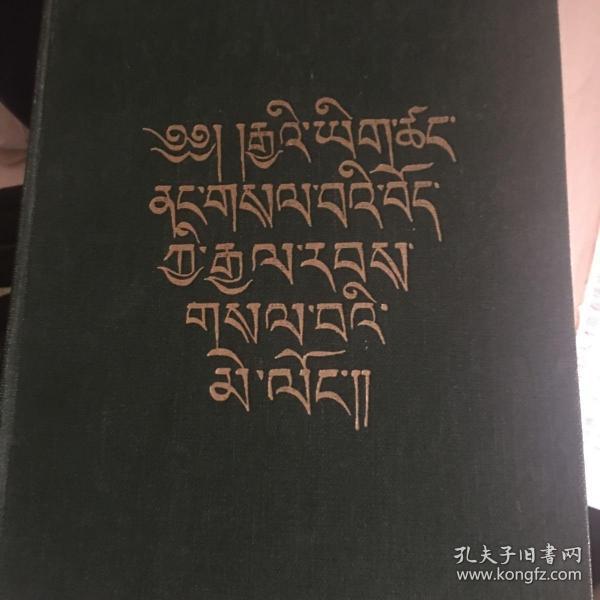 ༄༅། །རྒྱའི་ཡིག་ཚང་
ནང་གསལ་བའི་བོད་
ཀྱི་རྒྱལ་རབས་
གསལ་བའི་
མེ་ལོང་།།
孔夫子旧书网
www.kongfz.com